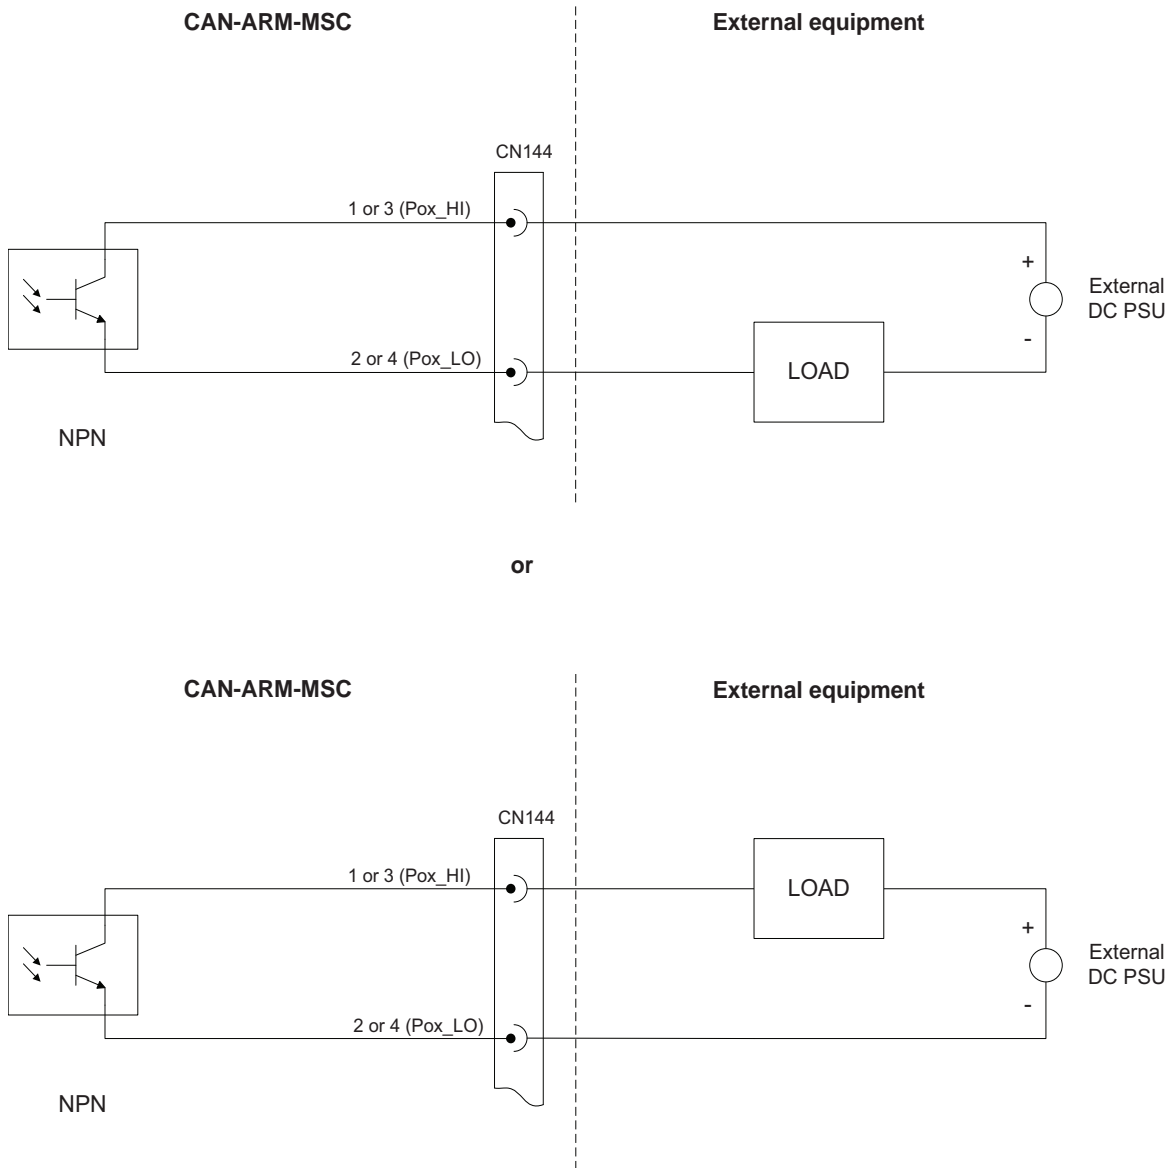 CAN-ARM-MSC
External equipment
CN144
1 or 3 (Pox_HI)
+
External
DC PSU
-
2 or 4 (Pox_LO)
LOAD
NPN
or
CAN-ARM-MSC
External equipment
CN144
1 or 3 (Pox_HI)
LOAD
+
External
DC PSU
-
2 or 4 (Pox_LO)
NPN